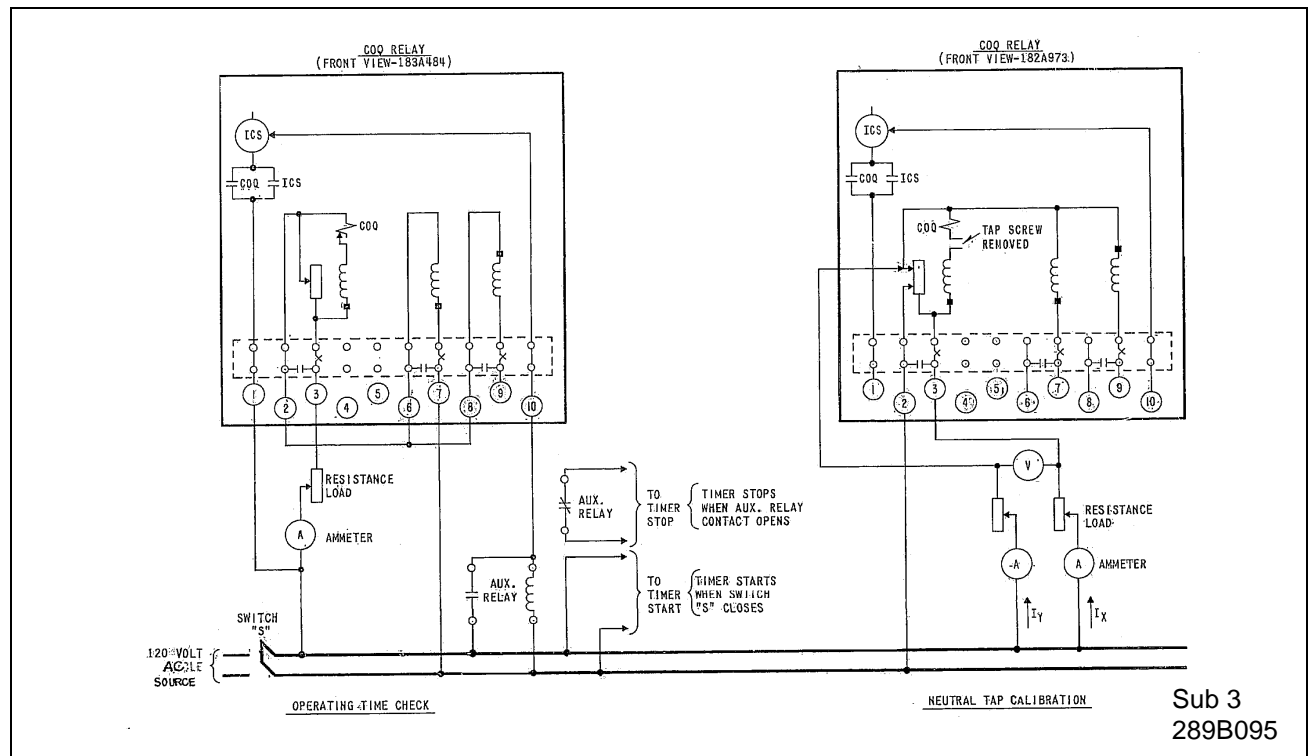 COQ RELAY
(FRONT VIEW-183A484)
ICS
COQ
ICS
COQ
1
2
3
4
5
6
7
8
9
10
RESISTANCE
LOAD
A
AMMETER
SWITCH
"S"
120 VOLT
SOURCE
OPERATING TIME CHECK
AUX.
RELAY
AUX.
RELAY
TO
TIMER
STOP
TIMER STOPS
WHEN AUX. RELAY
CONTACT OPENS
TO
TIMER
START
TIMER STARTS
WHEN SWITCH
"S" CLOSES
COQ RELAY
(FRONT VIEW-182A973)
ICS
COQ
ICS
COQ
TAP SCREW
REMOVED
1
2
3
4
5
6
7
8
9
10
V
RESISTANCE
LOAD
A
A
AMMETER
IY
IX
NEUTRAL TAP CALIBRATION
Sub 3
289B095